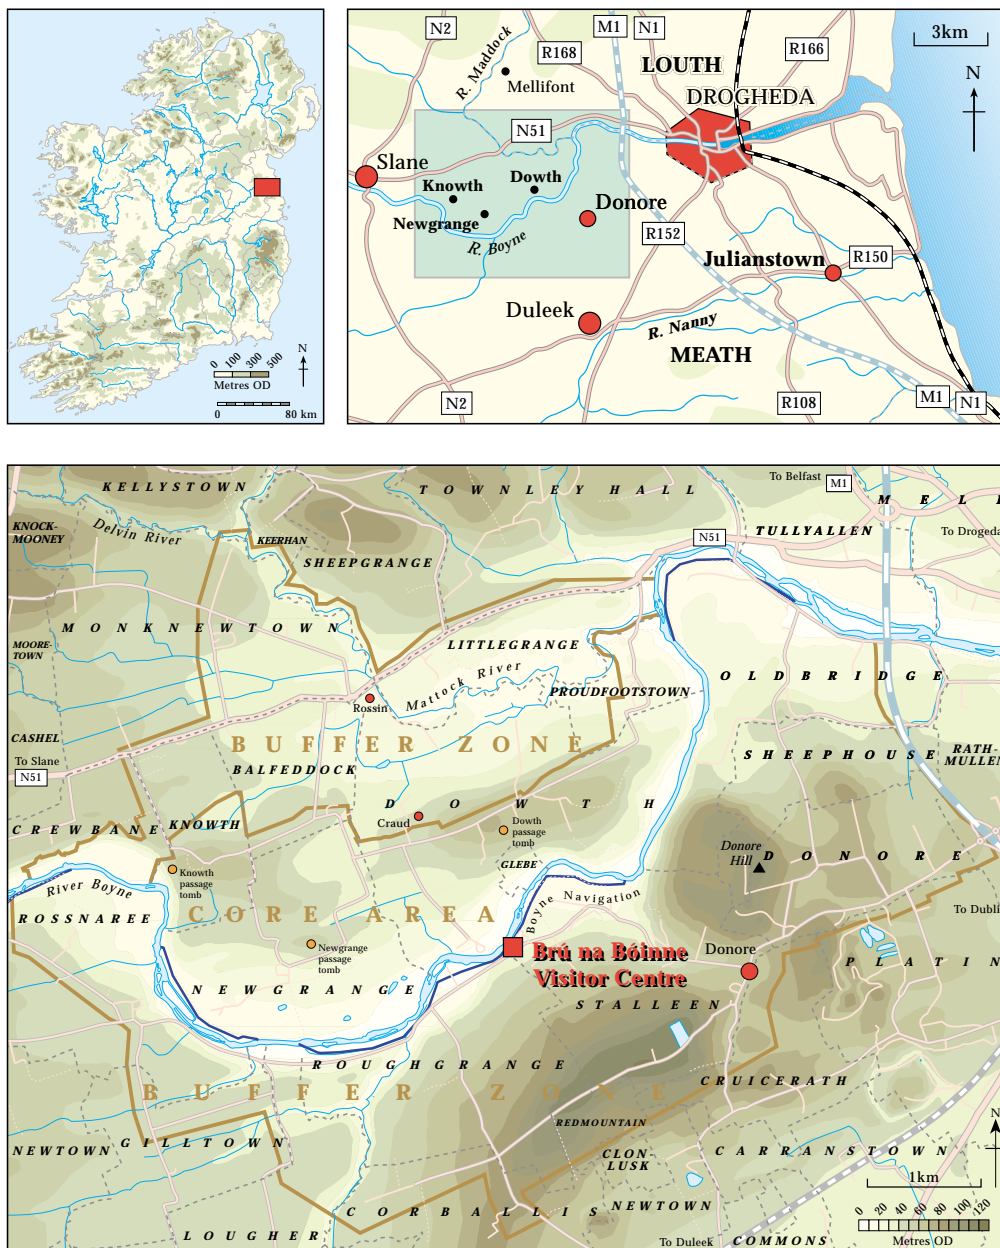 0
100
300
500
Metres OD
N
0
80 km
N2
M1
N1
R168
R166
3km
N
R. Maddock
Mellifont
LOUTH
DROGHEDA
N51
Slane
Knowth
Dowth
Newgrange
Donore
R. Boyne
R152
Julianstown
R150
Duleek
R. Nanny
MEATH
N2
R108
M1
N1
KELLYSTOWN
TOWNLEY HALL
To Belfast
M1
MELL
KNOCK-
MOONEY
Delvin River
KEERHAN
SHEEPGRANGE
N51
TULLYALLEN
To Drogeda
MONKNEWTOWN
LITTLEGRANGE
MOORE-
TOWN
Mattock River
PROUDFOOTSTOWN
OLDBRIDGE
Rossin
CASHEL
To Slane
N51
BUFFER ZONE
BALFEDDOCK
SHEEPHOUSE
RATH-
MULLEN
DOWTH
CREWBANE
KNOWTH
Craud
Dowth
passage
tomb
GLEBE
Donore
Hill
DONORE
Knowth
passage
tomb
River Boyne
ROSSNAREE
CORE AREA
Boyne Navigation
To Dubli
Newgrange
passage
tomb
Brú na Bóinne
Visitor Centre
Donore
PLATIN
NEWGRANGE
STALLEEN
ROUGHGRANGE
BUFFER ZONE
CRUICERATH
REDMOUNTAIN
NEWTOWN
GILLTOWN
CLON
LUSK
CARRANSTOWN
N
1km
CORBALLIS
NEWTOWN
LOUGHER
To Duleek
COMMONS
0 20 40 60 80 100 120
Metres OD